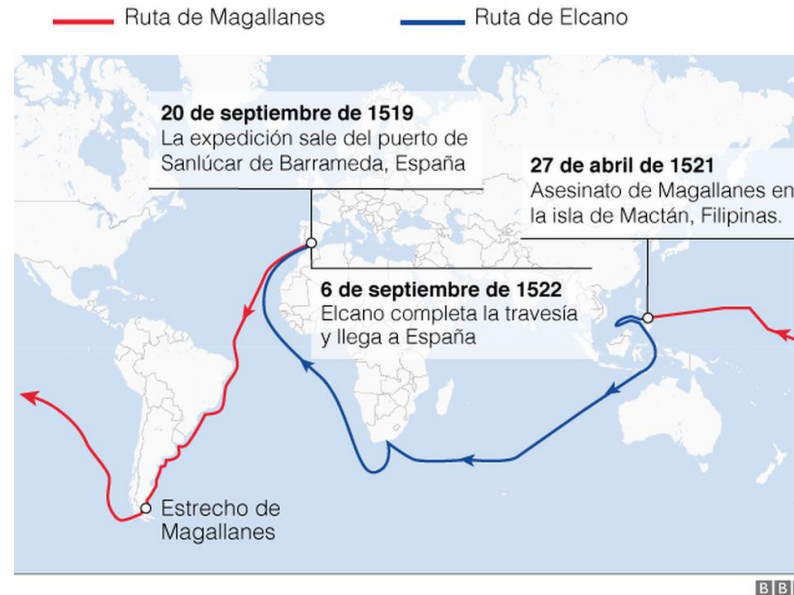 Ruta de Magallanes
Ruta de Elcano
20 de septiembre de 1519
La expedición sale del puerto de
Sanlúcar de Barrameda, España
27 de abril de 1521
Asesinato de Magallanes en
la isla de Mactán, Filipinas.
6 de septiembre de 1522
Elcano completa la travesía
y llega a España
Estrecho de
Magallanes
BB